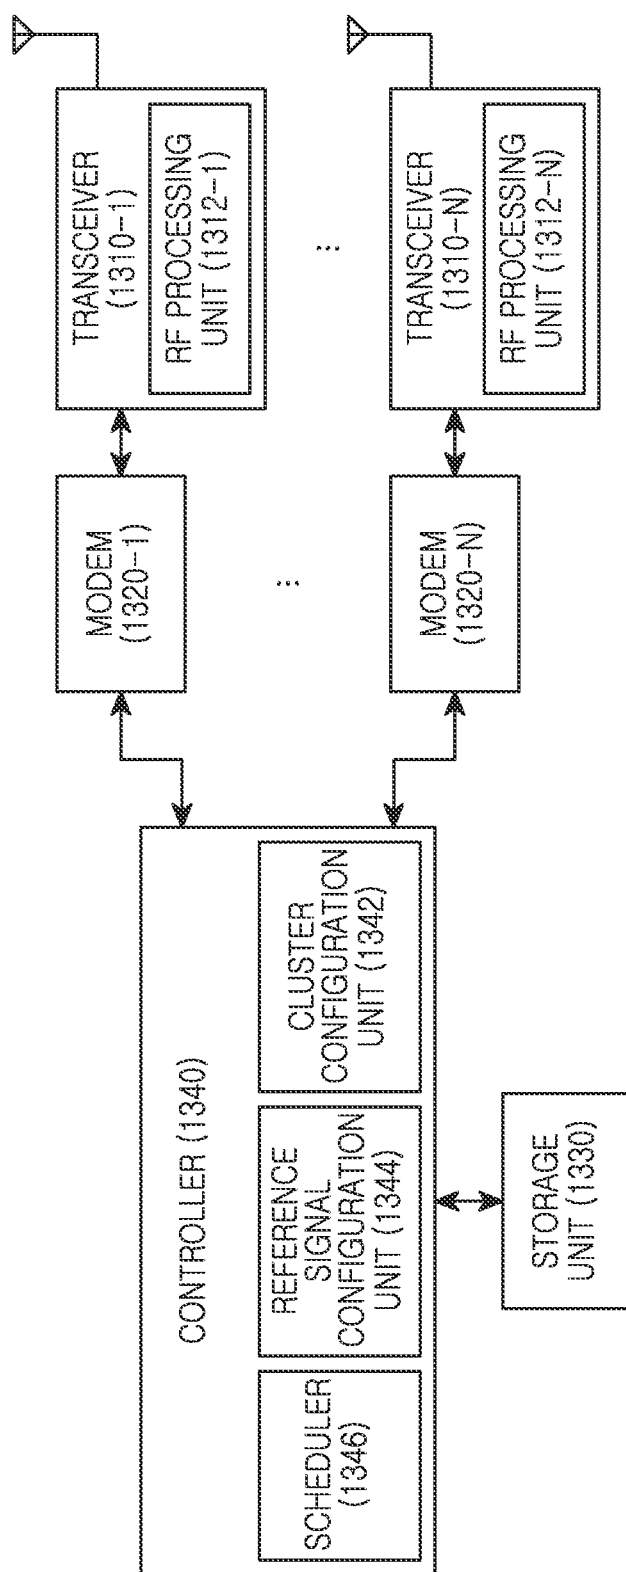 TRANSCEIVER
(1310-1)
RF PROCESSING
UNIT (1312-1)
...
TRANSCEIVER
(1310-N)
RF PROCESSING
UNIT (1312-N)
MODEM
(1320-1)
...
MODEM
(1320-N)
CONTROLLER (1340)
CLUSTER
CONFIGURATION
UNIT (1342)
REFERENCE
SIGNAL
CONFIGURATION
UNIT (1344)
SCHEDULER
(1346)
STORAGE
UNIT (1330)